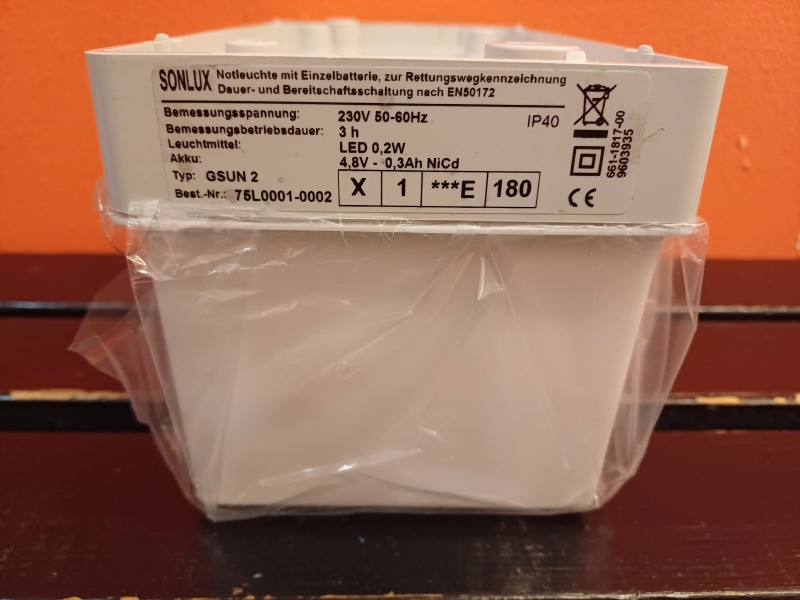 SONLUX Notleuchte mit Einzelbatterie, zur Rettungswegkennzeichnung
Dauer- und Bereitschaftsschaltung nach EN50172
Bemessungsspannung: 230V 50-60Hz IP40
Bemessungsbetriebsdauer: 3 h
Leuchtmittel: LED 0,2W
Akku: 4,8V - 0,3Ah NiCd
Typ: GSUN 2
Best.-Nr.: 75L0001-0002
X 1 ***E 180
CE
661-1817-00
9603935